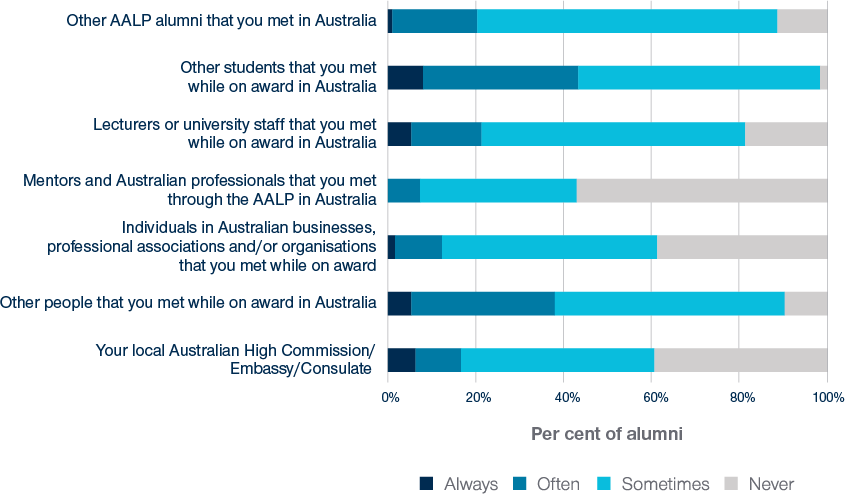 Other AALP alumni that you met in Australia
Other students that you met
while on award in Australia
Lecturers or university staff that you met
while on award in Australia
Mentors and Australian professionals that you met
through the AALP in Australia
Individuals in Australian businesses,
professional associations and/or organisations
that you met while on award
Other people that you met while on award in Australia
Your local Australian High Commission/
Embassy/Consulate
0% 20% 40% 60% 80% 100%
Per cent of alumni
Always Often Sometimes Never